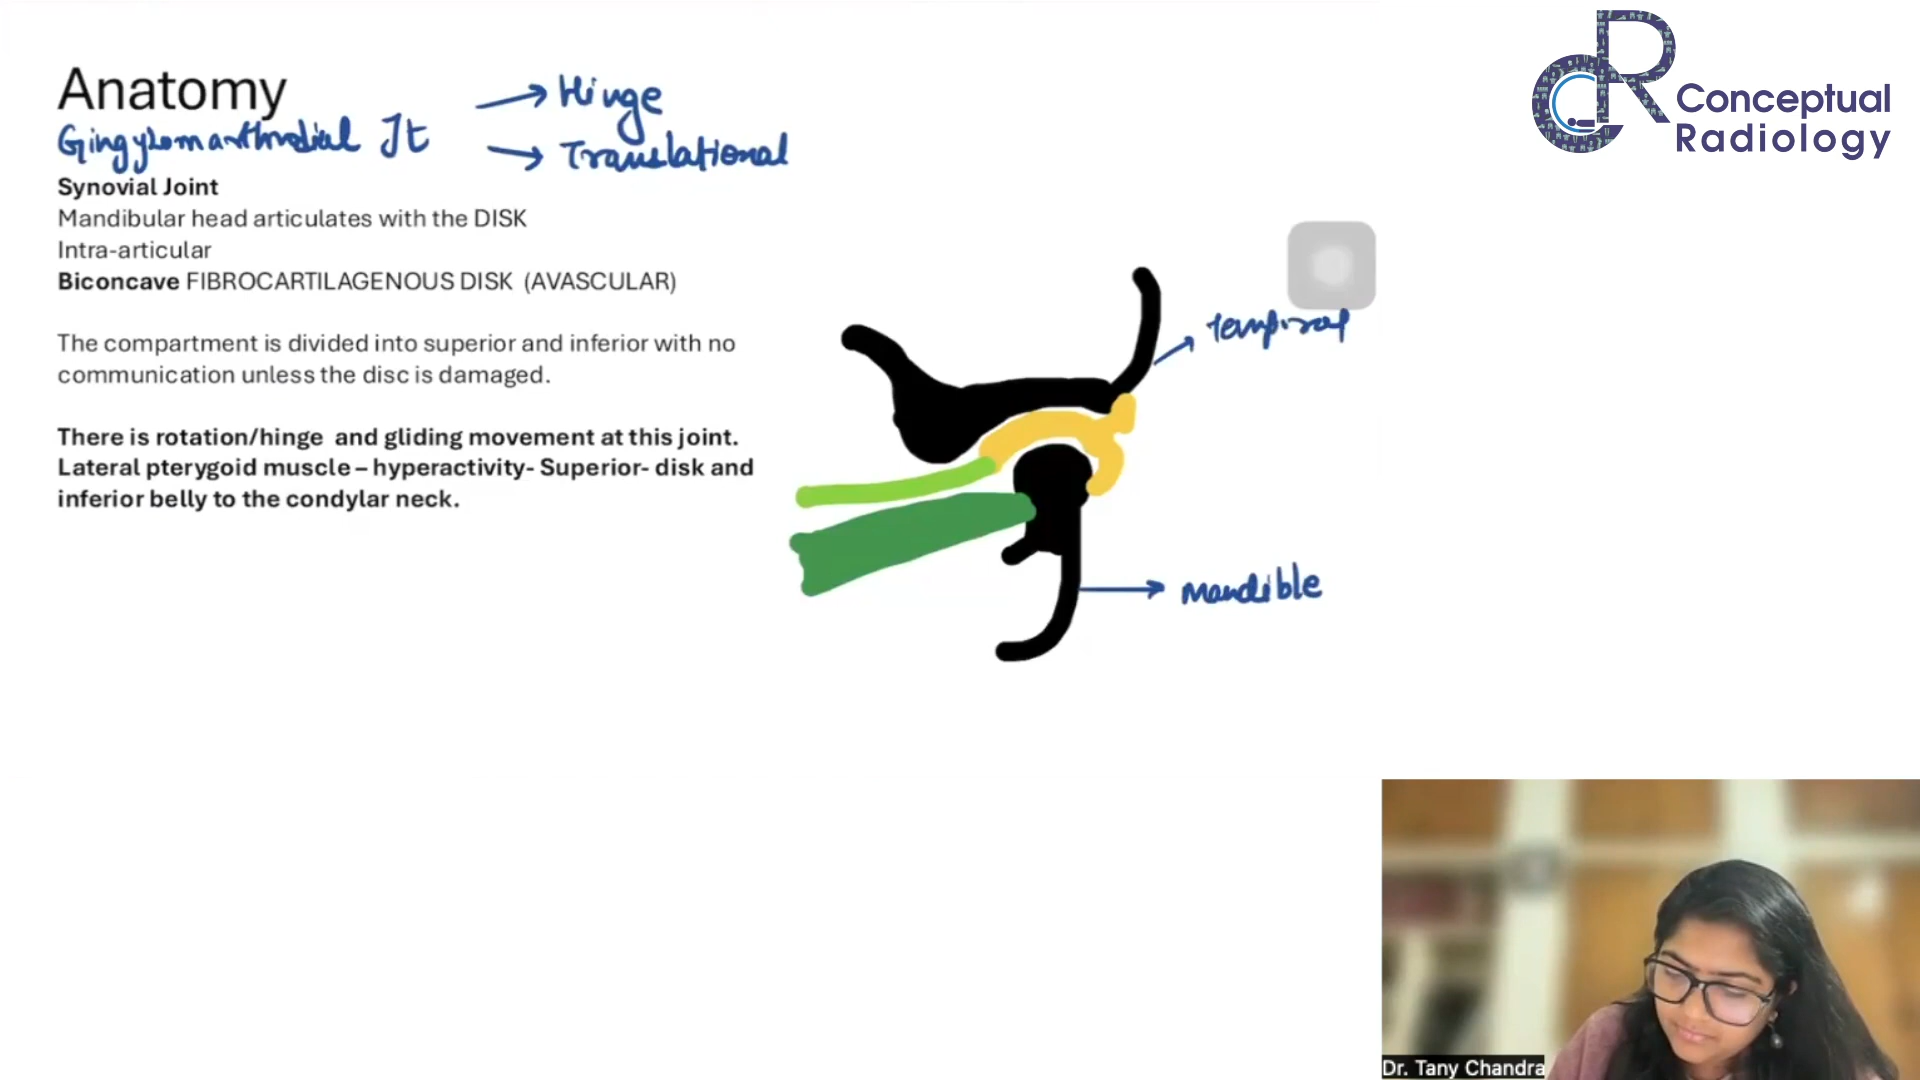 Anatomy
Gingylomarthrodial Jt
→ Hinge
→ Translational
Synovial Joint
Mandibular head articulates with the DISK
Intra-articular
Biconcave FIBROCARTILAGENOUS DISK (AVASCULAR)
The compartment is divided into superior and inferior with no
communication unless the disc is damaged.
There is rotation/hinge and gliding movement at this joint.
Lateral pterygoid muscle – hyperactivity- Superior- disk and
inferior belly to the condylar neck.
temporal
mandible
CR Conceptual
Radiology
Dr. Tany Chandra